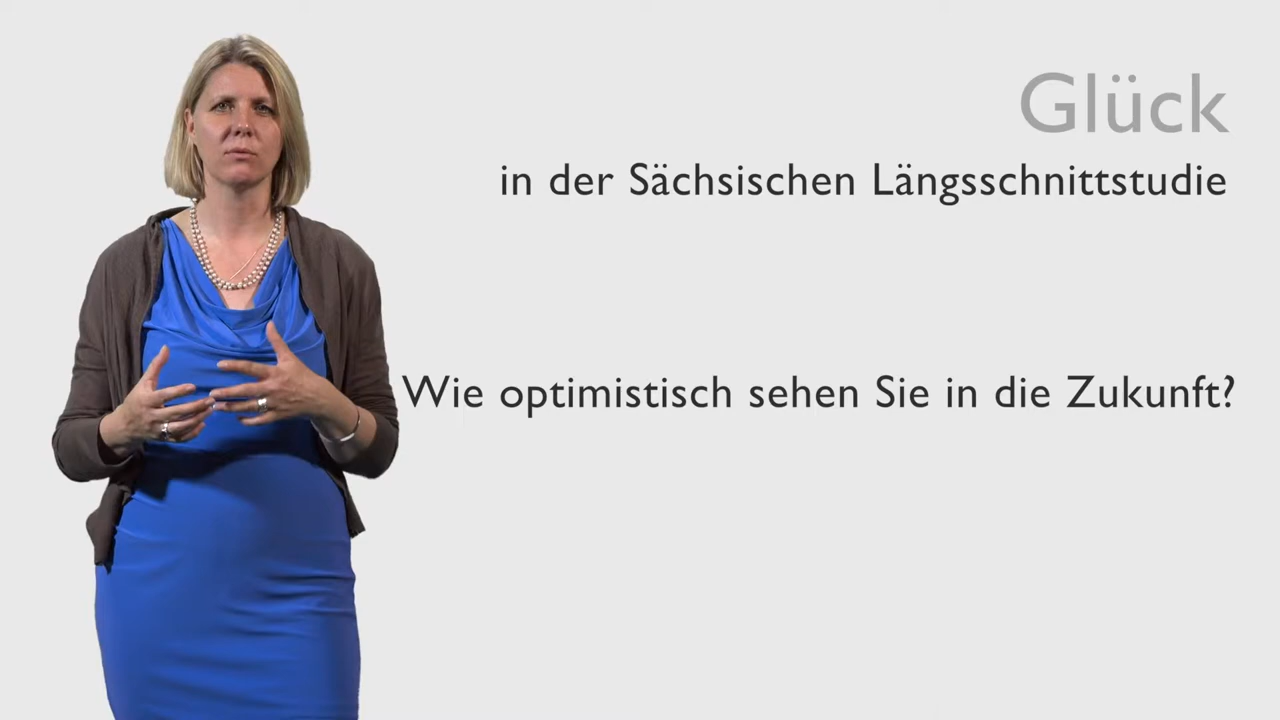 Glück
in der Sächsischen Längsschnittstudie
Wie optimistisch sehen Sie in die Zukunft?